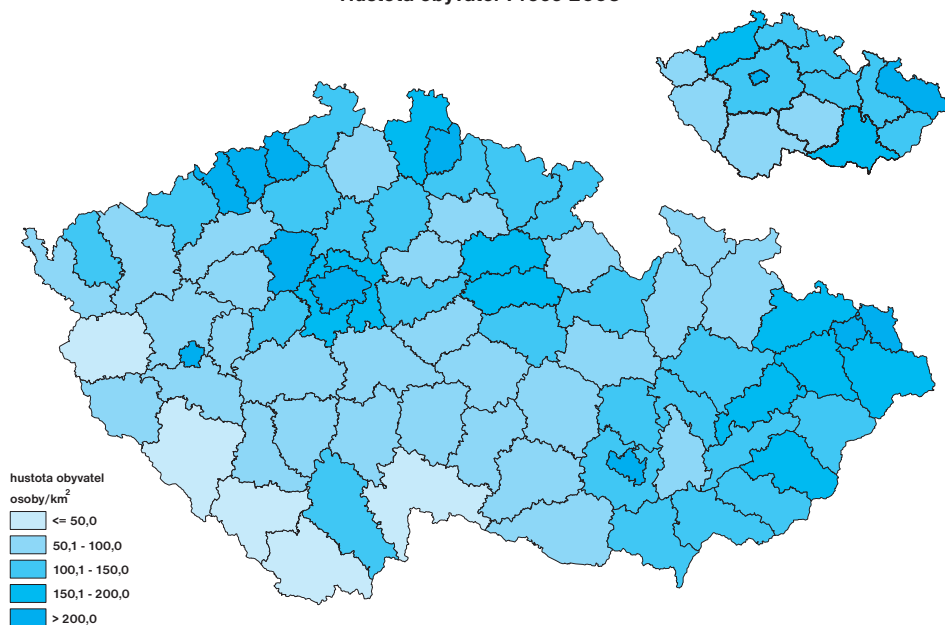 hustota obyvatel
osoby/km²
<= 50,0
50,1 - 100,0
100,1 - 150,0
150,1 - 200,0
> 200,0